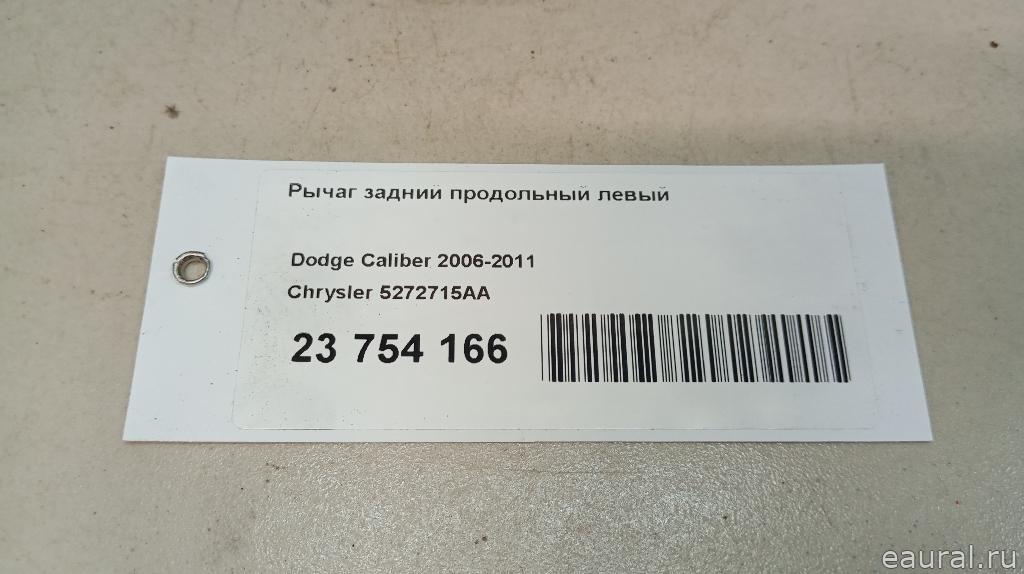 Рычаг задний продольный левый
Dodge Caliber 2006-2011
Chrysler 5272715AA
23 754 166
eaural.ru